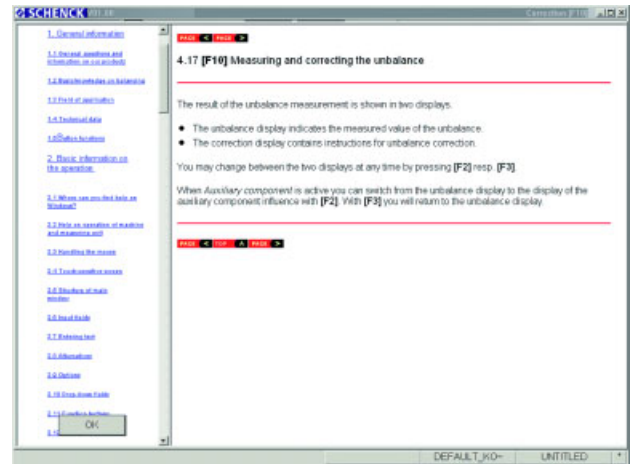 SCHENCK
1. General information
1.1 General questions and
information on our products
1.2 Basic knowledge on balancing
1.3 Field of application
1.4 Technical data
1.5 Button functions
2. Basic information on
the operation
2.1 Where can you find help on
Windows?
2.2 Help on operation of machine
and measuring unit
2.3 Handling the mouse
2.4 Touch-sensitive screen
2.5 Structure of main
window
2.6 Input fields
2.7 Entering text
2.8 Alternatives
2.9 Options
2.10 Drop down fields
2.11 Function buttons
OK
PAGE < PAGE >
4.17 [F10] Measuring and correcting the unbalance
The result of the unbalance measurement is shown in two displays.
● The unbalance display indicates the measured value of the unbalance.
● The correction display contains instructions for unbalance correction.
You may change between the two displays at any time by pressing [F2] resp. [F3].
When Auxiliary component is active you can switch from the unbalance display to the display of the
auxiliary component influence with [F2]. With [F3] you will return to the unbalance display.
PAGE < TOP ∧ PAGE >
DEFAULT_KO~ UNTITLED *